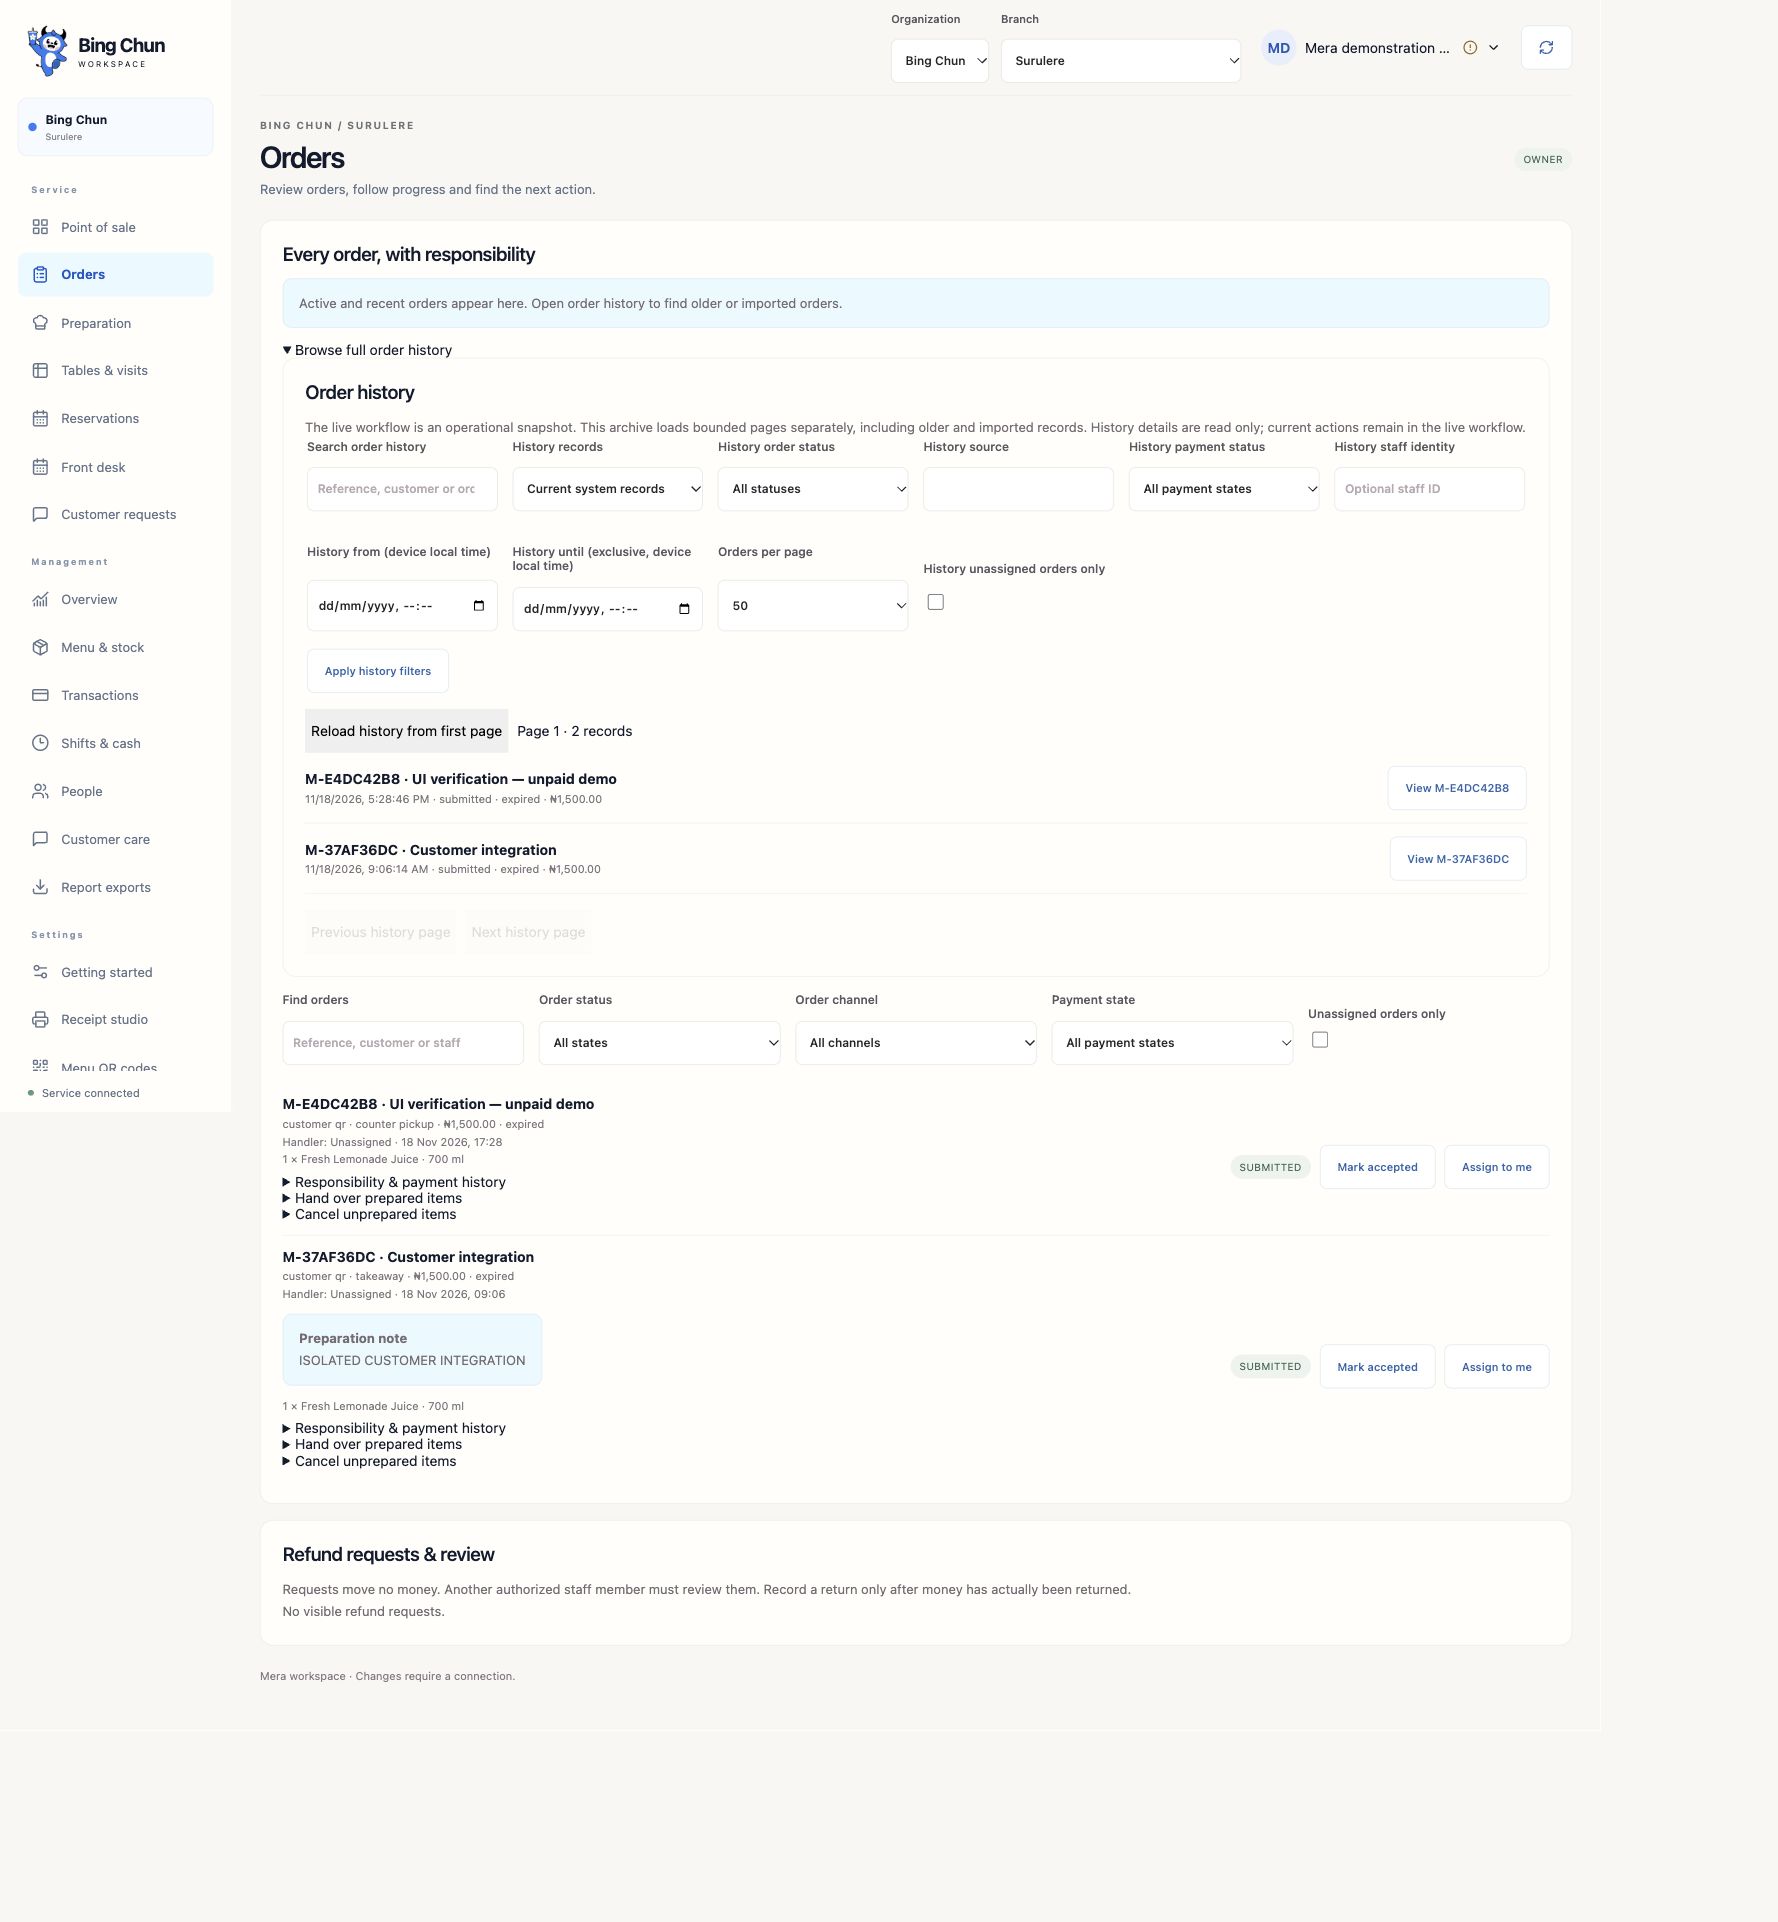 Bing Chun
WORKSPACE
Bing Chun
Surulere
Service
Point of sale
Orders
Preparation
Tables & visits
Reservations
Front desk
Customer requests
Management
Overview
Menu & stock
Transactions
Shifts & cash
People
Customer care
Report exports
Settings
Getting started
Receipt studio
Menu QR codes
Service connected
Organization
Branch
Bing Chun
Surulere
MD
Mera demonstration ...
BING CHUN / SURULERE
Orders
OWNER
Review orders, follow progress and find the next action.
Every order, with responsibility
Active and recent orders appear here. Open order history to find older or imported orders.
▼ Browse full order history
Order history
The live workflow is an operational snapshot. This archive loads bounded pages separately, including older and imported records. History details are read only; current actions remain in the live workflow.
Search order history
History records
History order status
History source
History payment status
History staff identity
Reference, customer or orc
Current system records
All statuses
All payment states
Optional staff ID
History from (device local time)
History until (exclusive, device
local time)
Orders per page
History unassigned orders only
dd/mm/yyyy, --:--
dd/mm/yyyy, --:--
50
Apply history filters
Reload history from first page
Page 1 · 2 records
M-E4DC42B8 · UI verification — unpaid demo
11/18/2026, 5:28:46 PM · submitted · expired · ₦1,500.00
View M-E4DC42B8
M-37AF36DC · Customer integration
11/18/2026, 9:06:14 AM · submitted · expired · ₦1,500.00
View M-37AF36DC
Previous history page
Next history page
Find orders
Order status
Order channel
Payment state
Unassigned orders only
Reference, customer or staff
All states
All channels
All payment states
M-E4DC42B8 · UI verification — unpaid demo
customer qr · counter pickup · ₦1,500.00 · expired
Handler: Unassigned · 18 Nov 2026, 17:28
1 × Fresh Lemonade Juice · 700 ml
SUBMITTED
Mark accepted
Assign to me
▶ Responsibility & payment history
▶ Hand over prepared items
▶ Cancel unprepared items
M-37AF36DC · Customer integration
customer qr · takeaway · ₦1,500.00 · expired
Handler: Unassigned · 18 Nov 2026, 09:06
Preparation note
ISOLATED CUSTOMER INTEGRATION
SUBMITTED
Mark accepted
Assign to me
1 × Fresh Lemonade Juice · 700 ml
▶ Responsibility & payment history
▶ Hand over prepared items
▶ Cancel unprepared items
Refund requests & review
Requests move no money. Another authorized staff member must review them. Record a return only after money has actually been returned.
No visible refund requests.
Mera workspace · Changes require a connection.